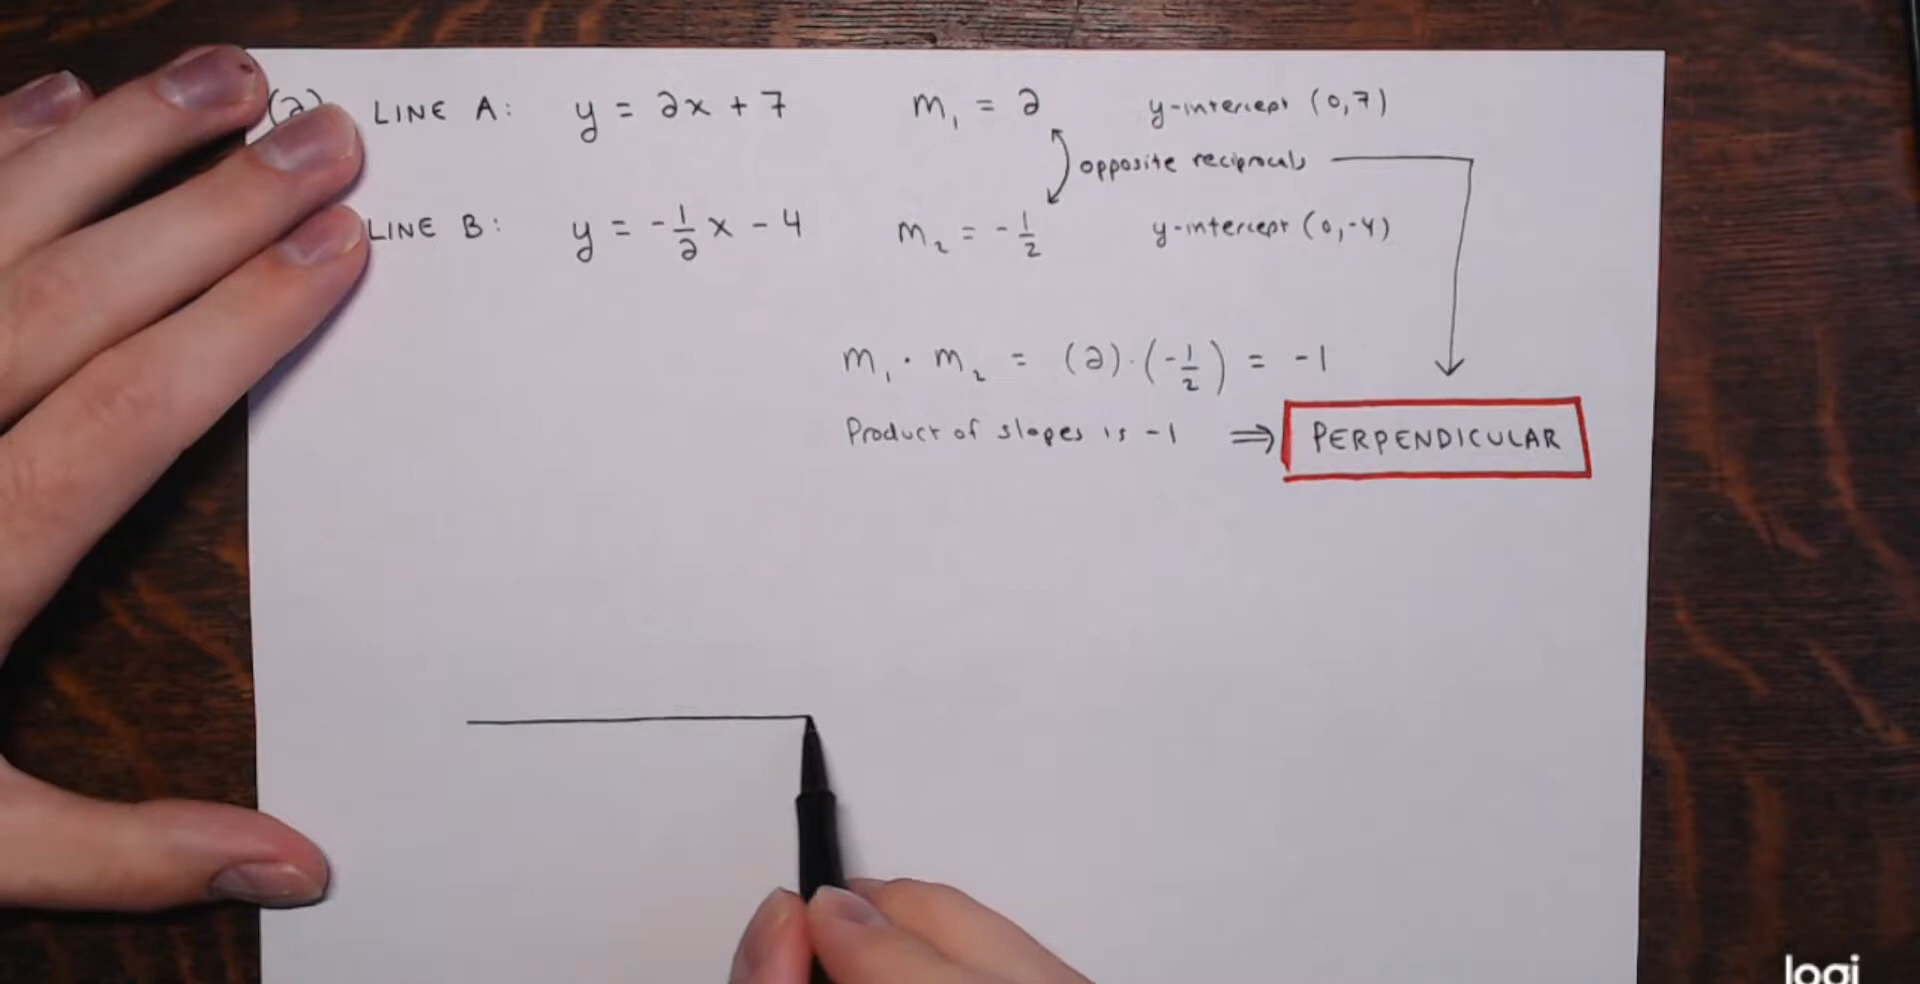 (2) LINE A: y = 2x + 7 m₁ = 2 y-intercept (0,7)
opposite reciprocals
LINE B: y = -1/2 x - 4 m₂ = -1/2 y-intercept (0,-4)
m₁ · m₂ = (2)·(-1/2) = -1
Product of slopes is -1 ⇒ PERPENDICULAR
logi